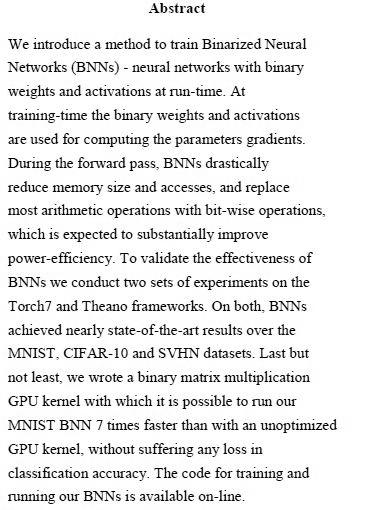 Abstract
We introduce a method to train Binarized Neural
Networks (BNNs) - neural networks with binary
weights and activations at run-time. At
training-time the binary weights and activations
are used for computing the parameters gradients.
During the forward pass, BNNs drastically
reduce memory size and accesses, and replace
most arithmetic operations with bit-wise operations,
which is expected to substantially improve
power-efficiency. To validate the effectiveness of
BNNs we conduct two sets of experiments on the
Torch7 and Theano frameworks. On both, BNNs
achieved nearly state-of-the-art results over the
MNIST, CIFAR-10 and SVHN datasets. Last but
not least, we wrote a binary matrix multiplication
GPU kernel with which it is possible to run our
MNIST BNN 7 times faster than with an unoptimized
GPU kernel, without suffering any loss in
classification accuracy. The code for training and
running our BNNs is available on-line.